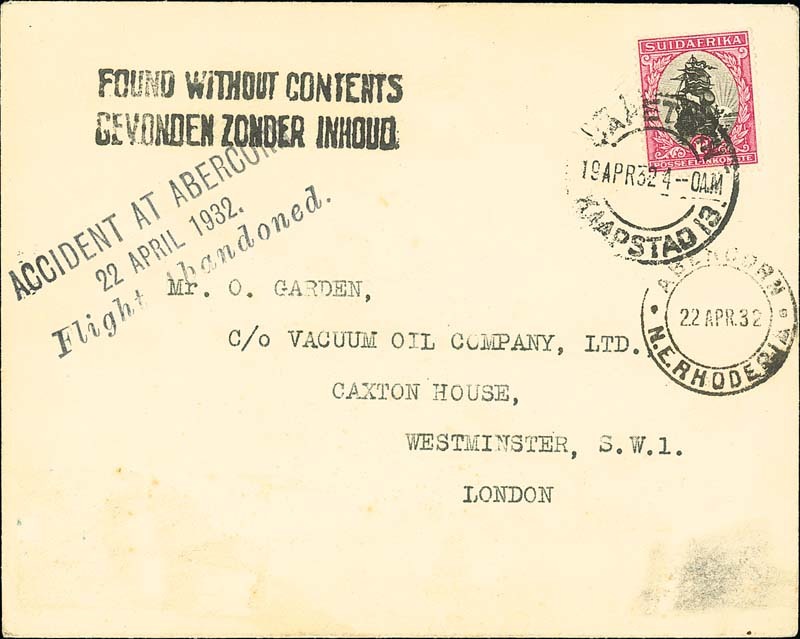 FOUND WITHOUT CONTENTS
GEVONDEN ZONDER INHOUD
ACCIDENT AT ABERCORN
22 APRIL 1932.
Flight Abandoned.
SUIDAFRIKA
POSSEELINKOMSTE
19 APR 32 4--0AM
KAAPSTAD 13
ABERCORN
22 APR. 32
N.E. RHODESIA
Mr. O. GARDEN,
C/o VACUUM OIL COMPANY, LTD.,
CAXTON HOUSE,
WESTMINSTER, S.W.1.
LONDON